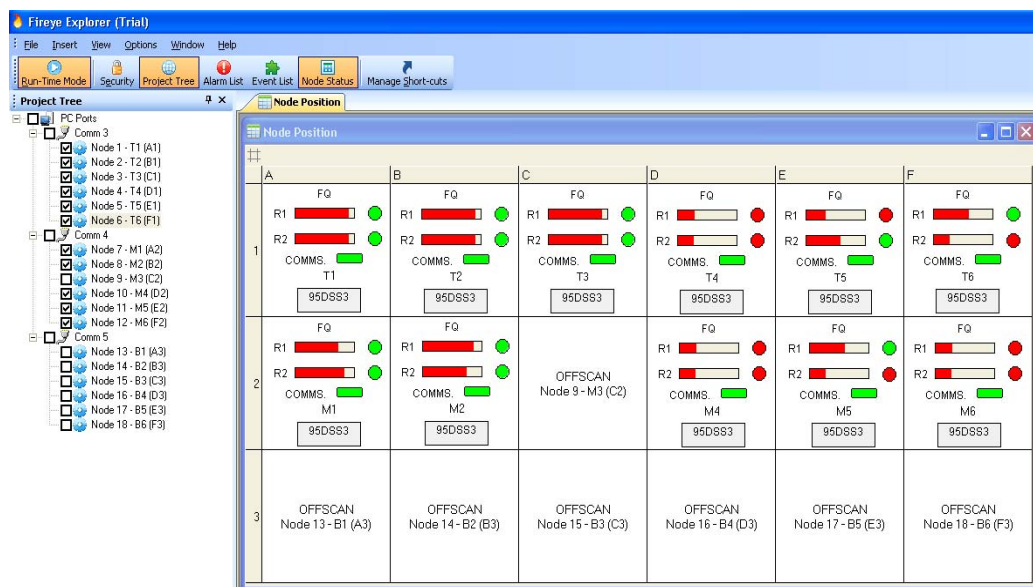 Fireye Explorer (Trial)
File Insert View Options Window Help
Run-Time Mode Security Project Tree Alarm List Event List Node Status Manage Short-cuts
Project Tree
PC Ports
Comm 3
Node 1 - T1 (A1)
Node 2 - T2 (B1)
Node 3 - T3 (C1)
Node 4 - T4 (D1)
Node 5 - T5 (E1)
Node 6 - T6 (F1)
Comm 4
Node 7 - M1 (A2)
Node 8 - M2 (B2)
Node 9 - M3 (C2)
Node 10 - M4 (D2)
Node 11 - M5 (E2)
Node 12 - M6 (F2)
Comm 5
Node 13 - B1 (A3)
Node 14 - B2 (B3)
Node 15 - B3 (C3)
Node 16 - B4 (D3)
Node 17 - B5 (E3)
Node 18 - B6 (F3)
Node Position
Node Position
A B C D E F
FQ FQ FQ FQ FQ FQ
R1 R1 R1 R1 R1 R1
R2 R2 R2 R2 R2 R2
1
COMMS. COMMS. COMMS. COMMS. COMMS. COMMS.
T1 T2 T3 T4 T5 T6
95DSS3 95DSS3 95DSS3 95DSS3 95DSS3 95DSS3
FQ FQ FQ FQ FQ
R1 R1 R1 R1 R1
R2 R2 OFFSCAN R2 R2 R2
2 Node 9 - M3 (C2)
COMMS. COMMS. COMMS. COMMS. COMMS.
M1 M2 M4 M5 M6
95DSS3 95DSS3 95DSS3 95DSS3 95DSS3
3
OFFSCAN OFFSCAN OFFSCAN OFFSCAN OFFSCAN OFFSCAN
Node 13 - B1 (A3) Node 14 - B2 (B3) Node 15 - B3 (C3) Node 16 - B4 (D3) Node 17 - B5 (E3) Node 18 - B6 (F3)